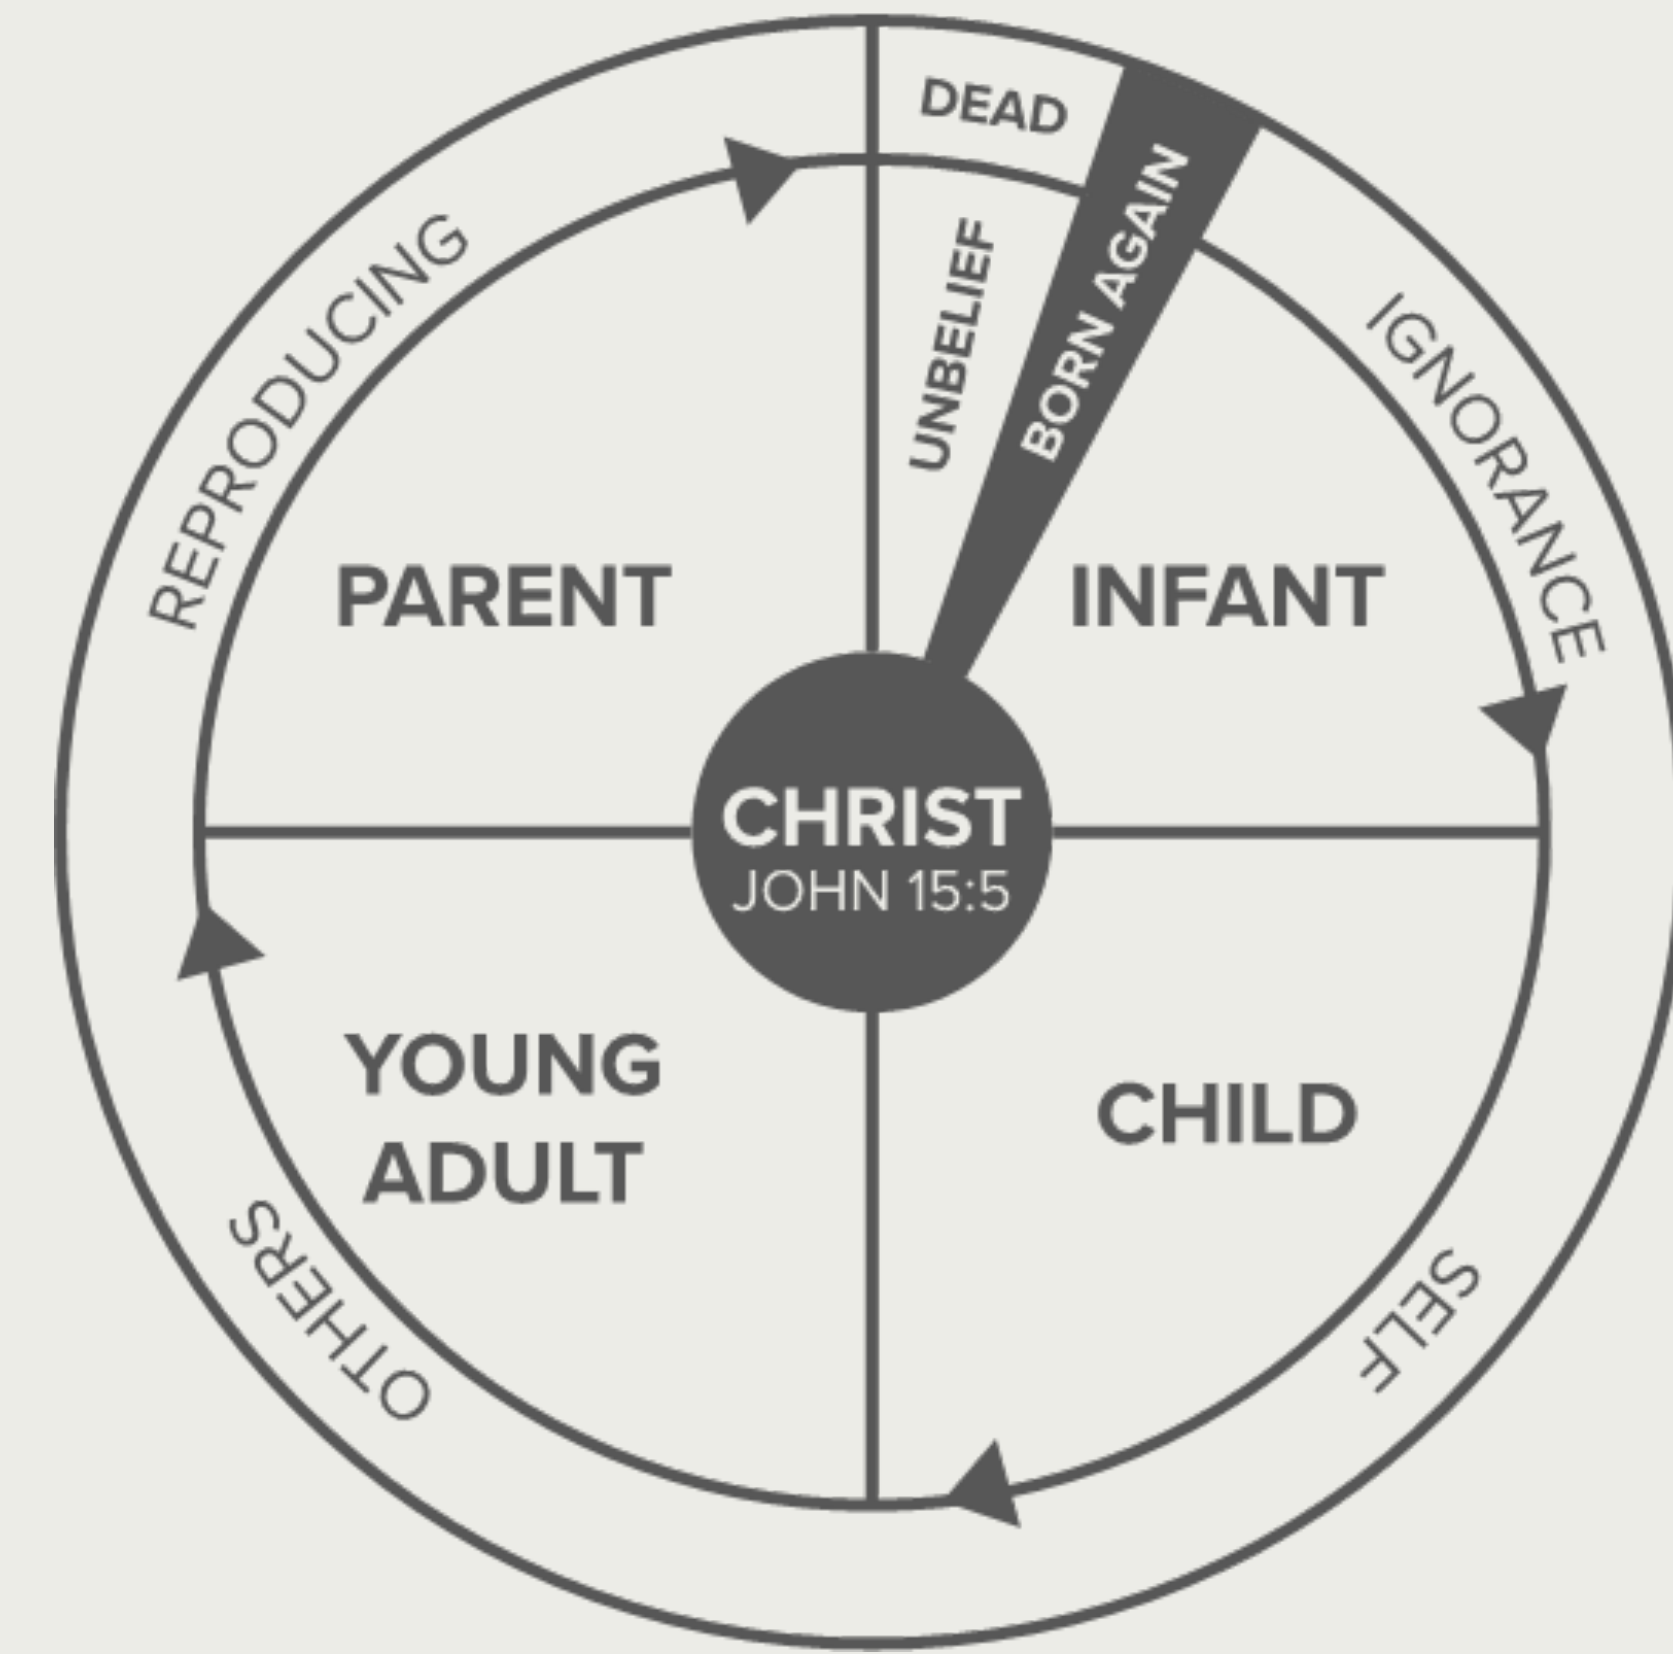 DEAD
UNBELIEF
BORN AGAIN
IGNORANCE
INFANT
CHILD
SELF
YOUNG
ADULT
OTHERS
PARENT
REPRODUCING
CHRIST
JOHN 15:5